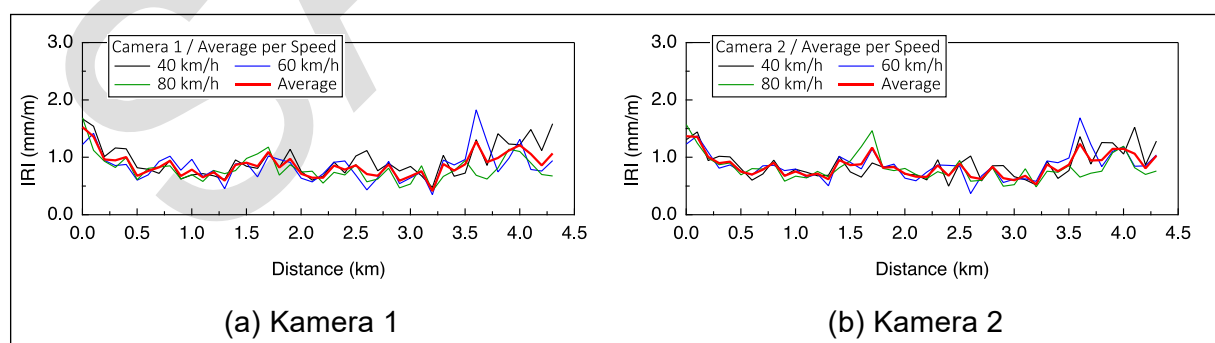 Camera 1 / Average per Speed
40 km/h
60 km/h
80 km/h
Average
IRI (mm/m)
3.0
2.0
1.0
0.0
0.0 0.5 1.0 1.5 2.0 2.5 3.0 3.5 4.0 4.5
Distance (km)
(a) Kamera 1
Camera 2 / Average per Speed
40 km/h
60 km/h
80 km/h
Average
IRI (mm/m)
3.0
2.0
1.0
0.0
0.0 0.5 1.0 1.5 2.0 2.5 3.0 3.5 4.0 4.5
Distance (km)
(b) Kamera 2